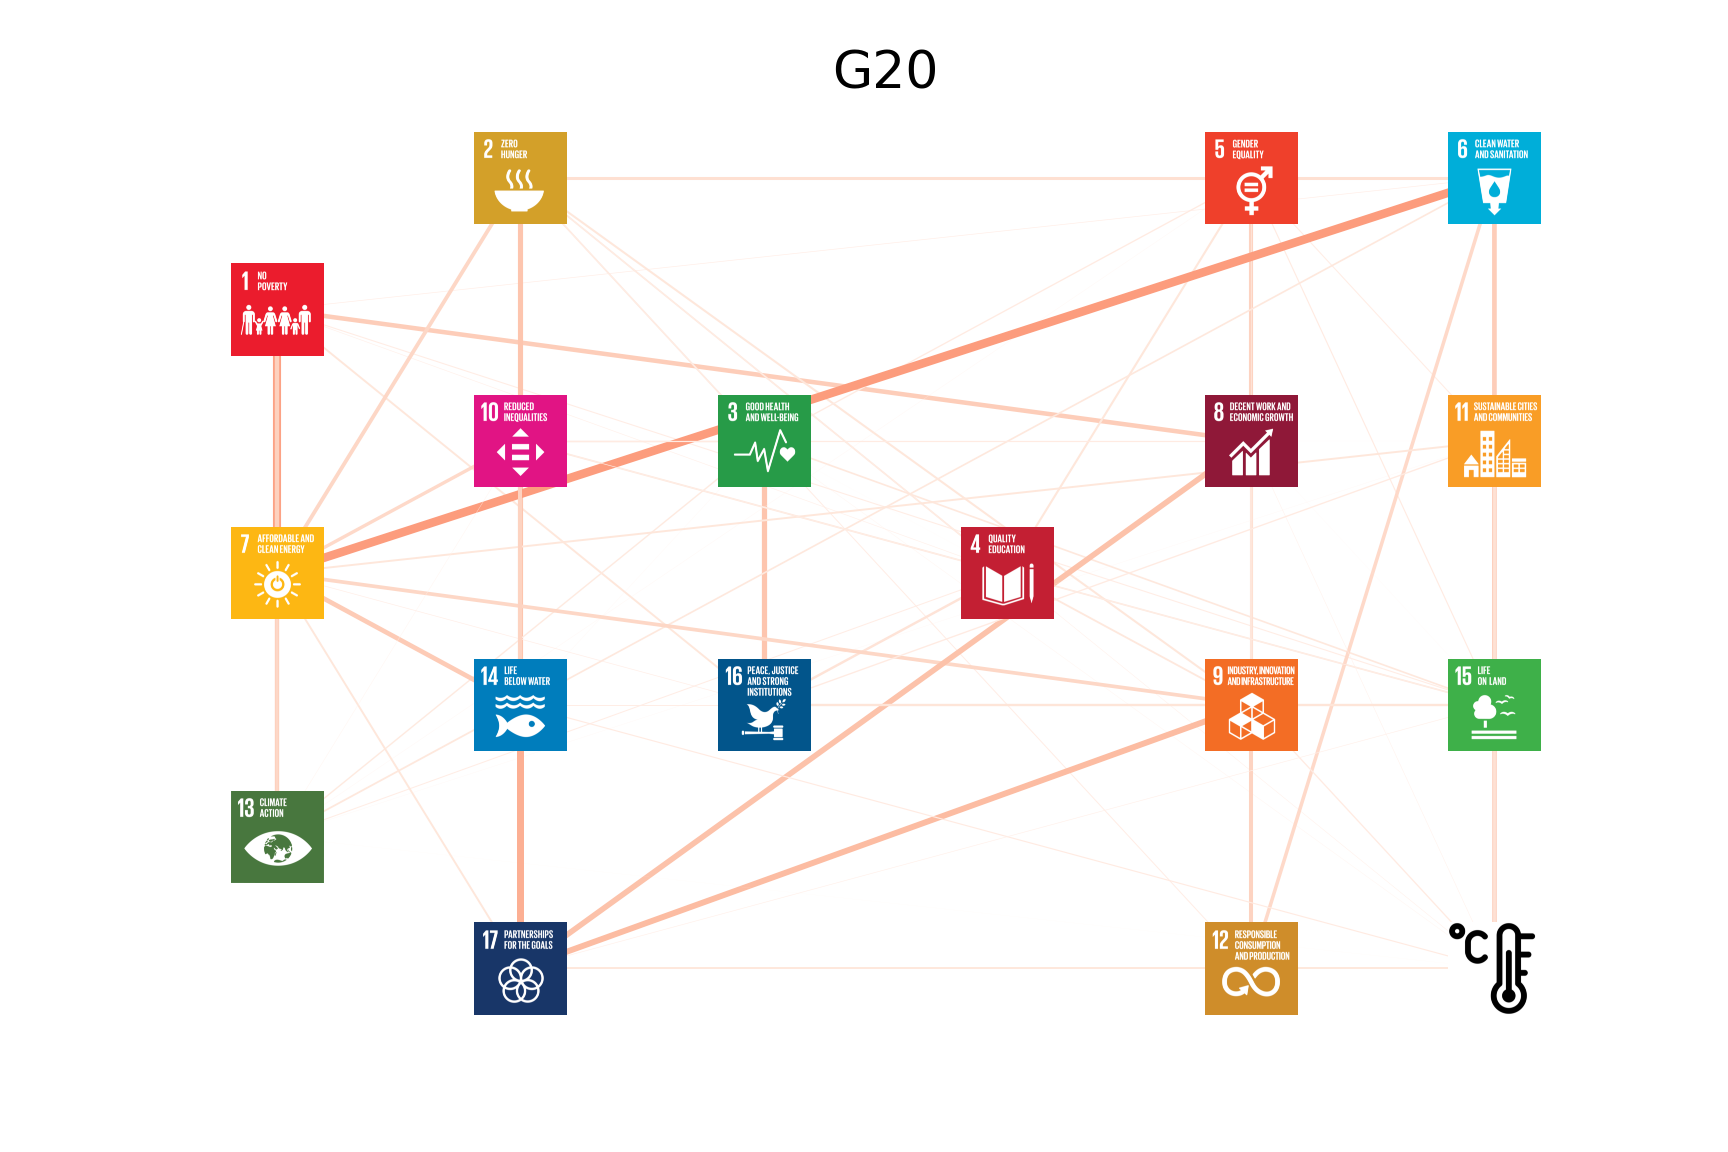 G20
2 ZERO
HUNGER
5 GENDER
EQUALITY
6 CLEAN WATER
AND SANITATION
1 NO
POVERTY
10 REDUCED
INEQUALITIES
3 GOOD HEALTH
AND WELL-BEING
8 DECENT WORK AND
ECONOMIC GROWTH
11 SUSTAINABLE CITIES
AND COMMUNITIES
7 AFFORDABLE AND
CLEAN ENERGY
4 QUALITY
EDUCATION
14 LIFE
BELOW WATER
16 PEACE, JUSTICE
AND STRONG
INSTITUTIONS
9 INDUSTRY, INNOVATION
AND INFRASTRUCTURE
15 LIFE
ON LAND
13 CLIMATE
ACTION
17 PARTNERSHIPS
FOR THE GOALS
12 RESPONSIBLE
CONSUMPTION
AND PRODUCTION
°C